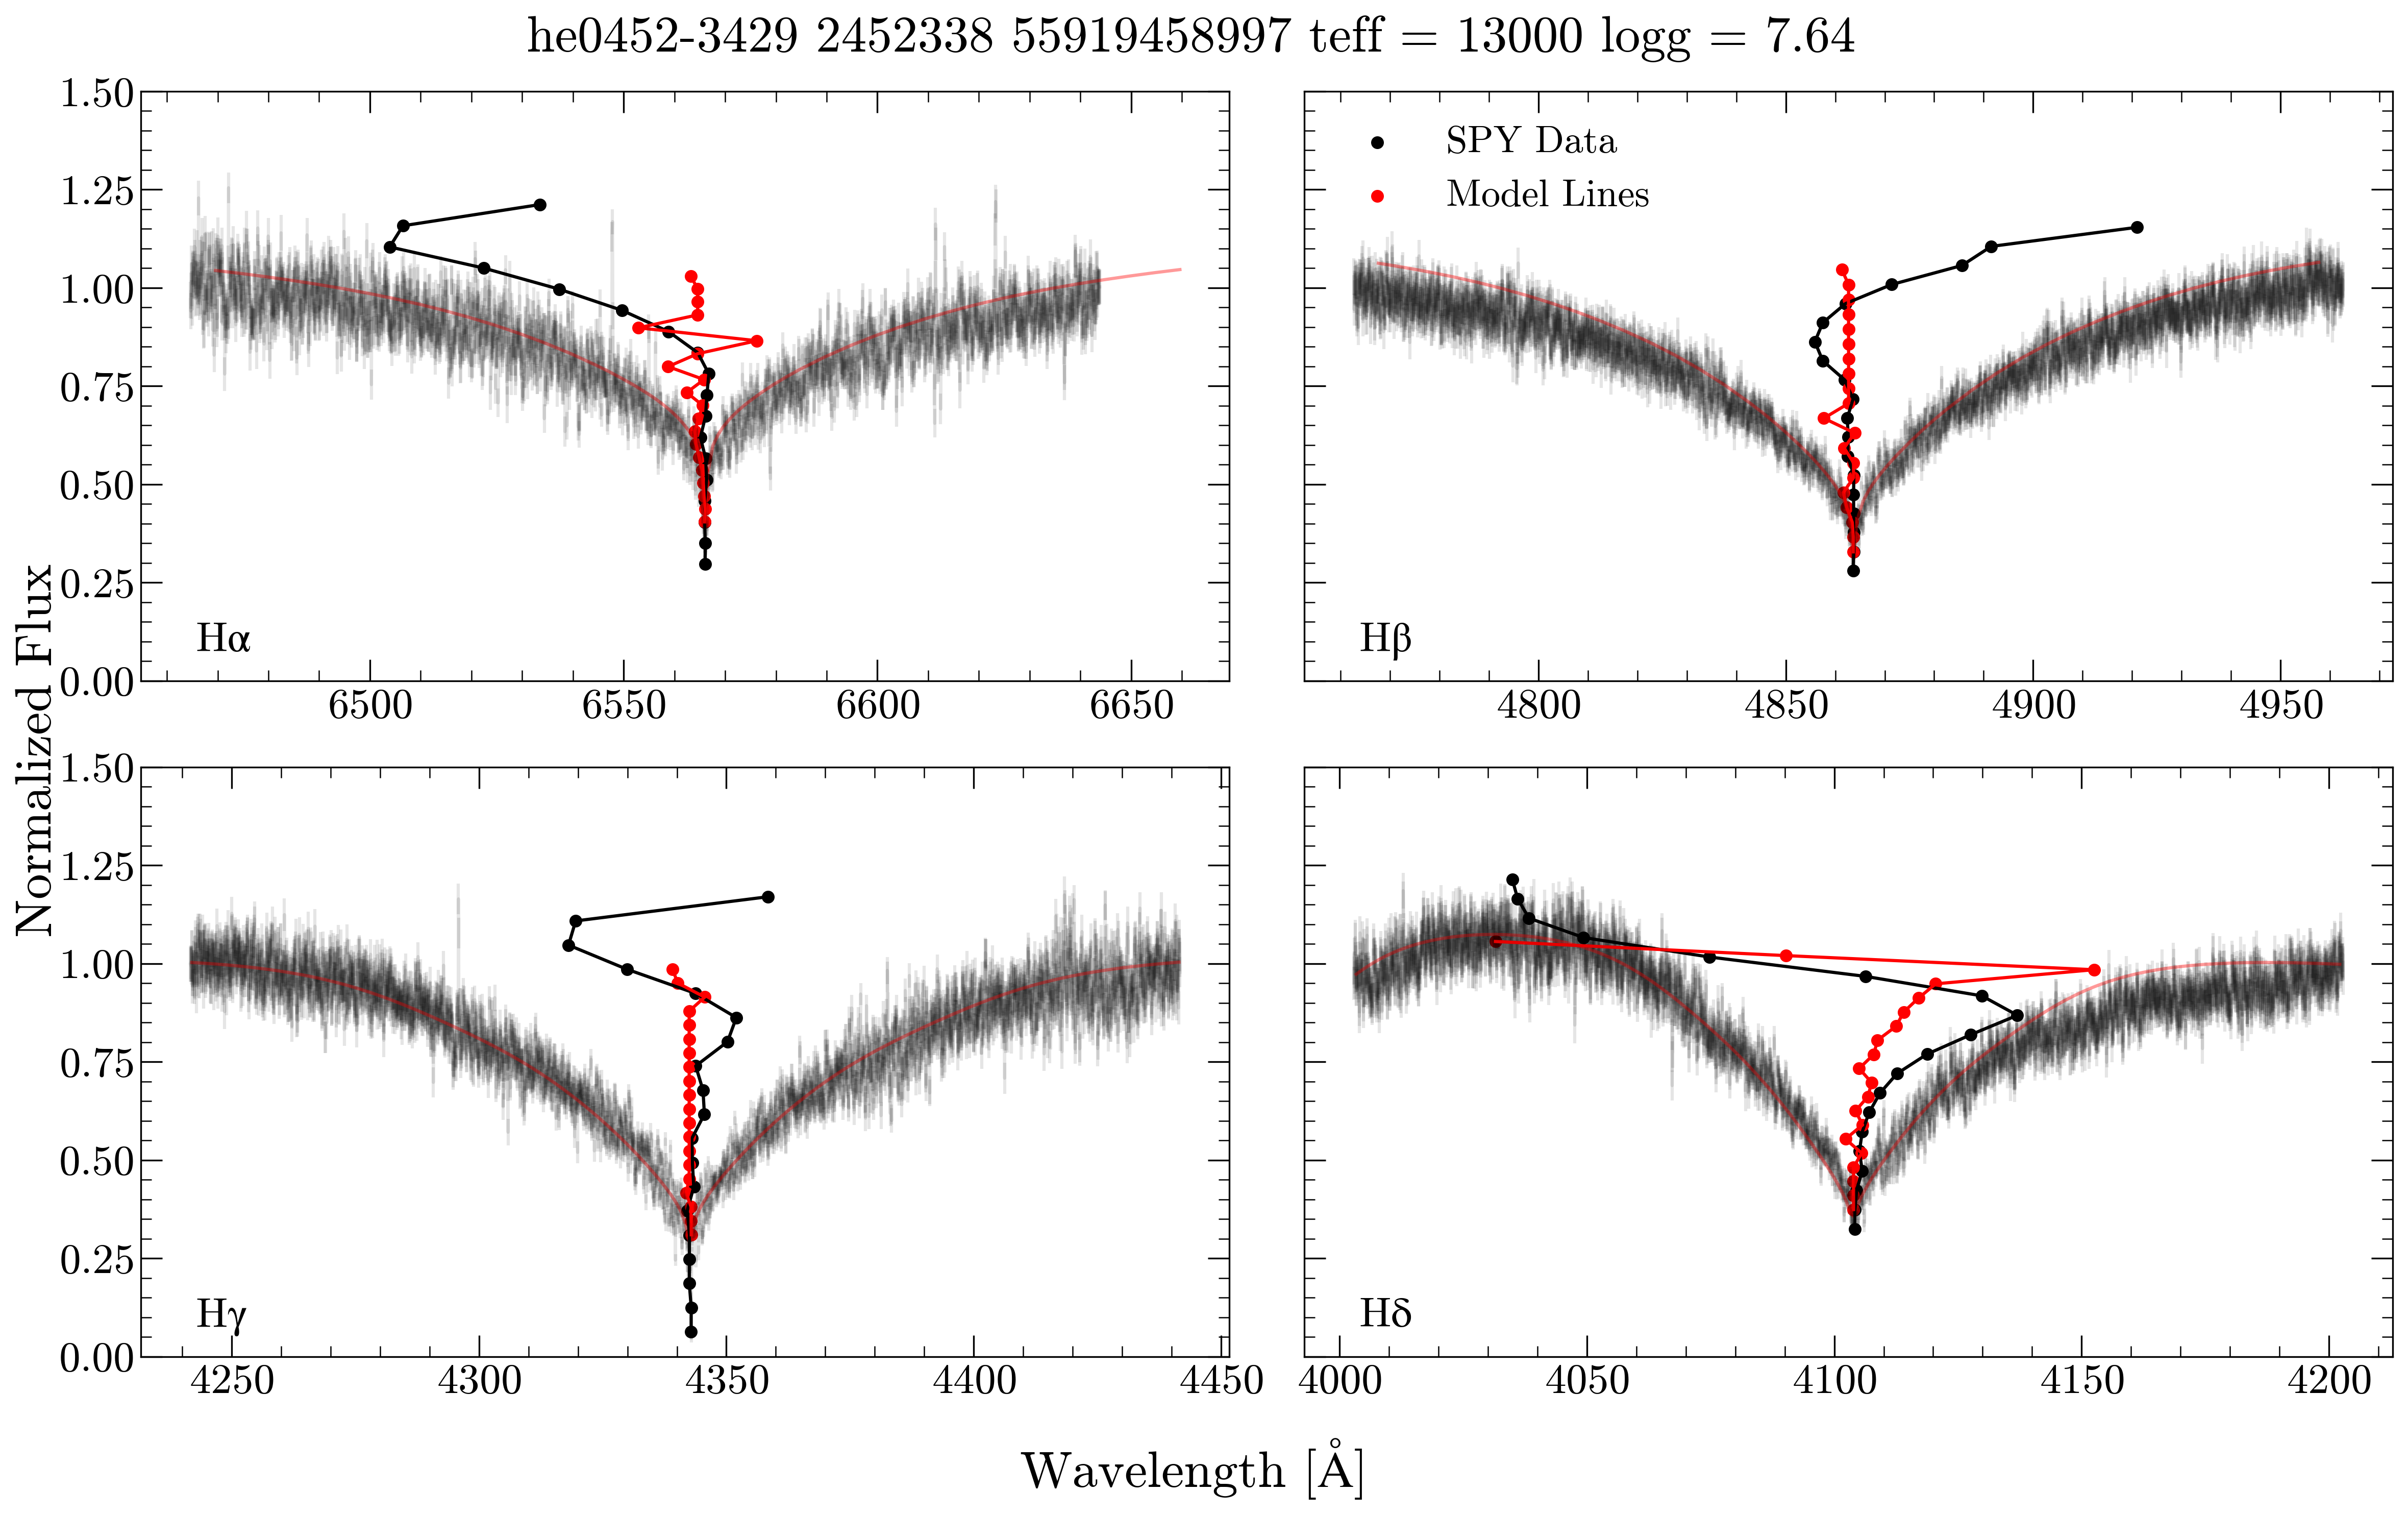 he0452-3429 2452338 55919458997 teff = 13000 logg = 7.64
Normalized Flux
1.50
1.25
1.00
0.75
0.50
0.25
0.00
Hα
6500 6550 6600 6650
SPY Data
Model Lines
Hβ
4800 4850 4900 4950
1.50
1.25
1.00
0.75
0.50
0.25
0.00
Hγ
4250 4300 4350 4400 4450
Hδ
4000 4050 4100 4150 4200
Wavelength [Å]